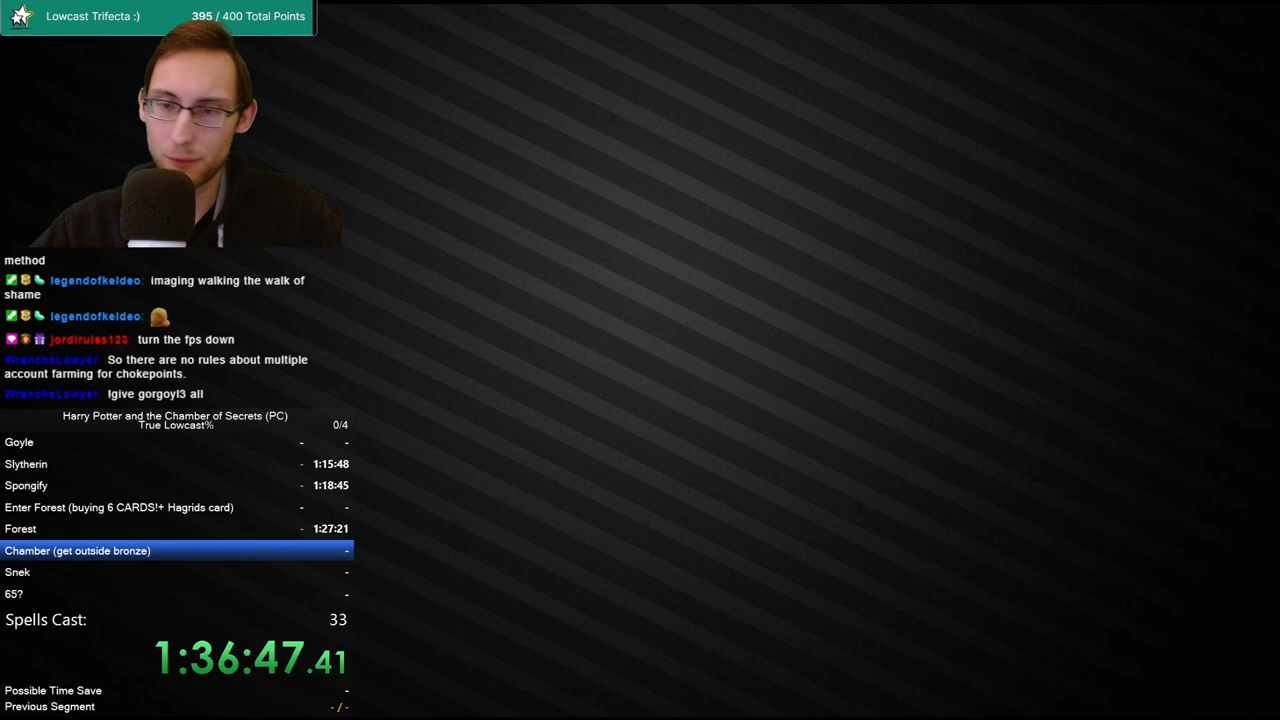 Lowcast Trifecta :) 395 / 400 Total Points
method
legendofkeldeo: imaging walking the walk of
shame
legendofkeldeo:
jordirules123: turn the fps down
WrenchsLawyer So there are no rules about multiple
account farming for chokepoints.
WrenchsLawyer !give gorgoyl3 all
Harry Potter and the Chamber of Secrets (PC)
True Lowcast% 0/4
Goyle - -
Slytherin - 1:15:48
Spongify - 1:18:45
Enter Forest (buying 6 CARDS!+ Hagrids card) - -
Forest - 1:27:21
Chamber (get outside bronze) -
Snek -
65? -
Spells Cast: 33
1:36:47.41
Possible Time Save -
Previous Segment - / -